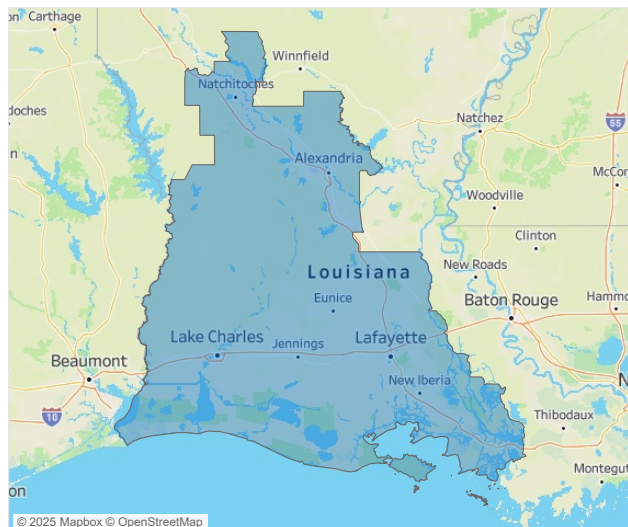 Carthage
Winnfield
Natchitoches
doches
Natchez
55
n
Alexandria
McCo
Woodville
Clinton
Louisiana
New Roads
Eunice
Baton Rouge
Hammo
Lake Charles
Jennings
Lafayette
Beaumont
New Iberia
N
10
Thibodaux
Montegut
on
© 2025 Mapbox © OpenStreetMap